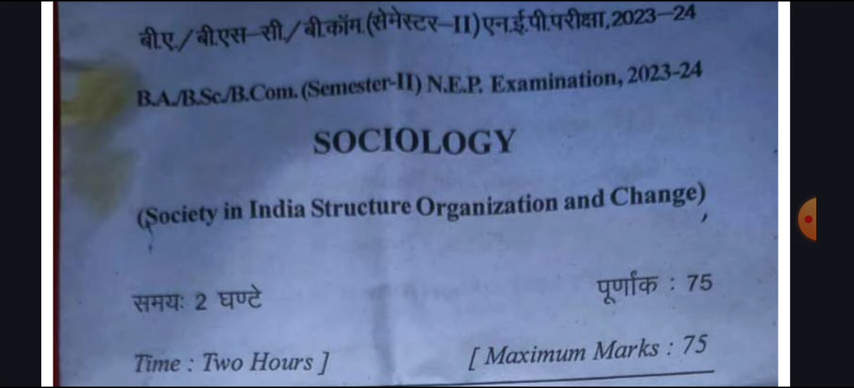 बी.ए./बी.एस-सी./बी.कॉम.(सेमेस्टर-II)एन.ई.पी.परीक्षा,2023-24
B.A./B.Sc./B.Com. (Semester-II) N.E.P. Examination, 2023-24
SOCIOLOGY
(Society in India Structure Organization and Change)
समयः 2 घण्टे पूर्णांक : 75
Time : Two Hours ] [ Maximum Marks : 75